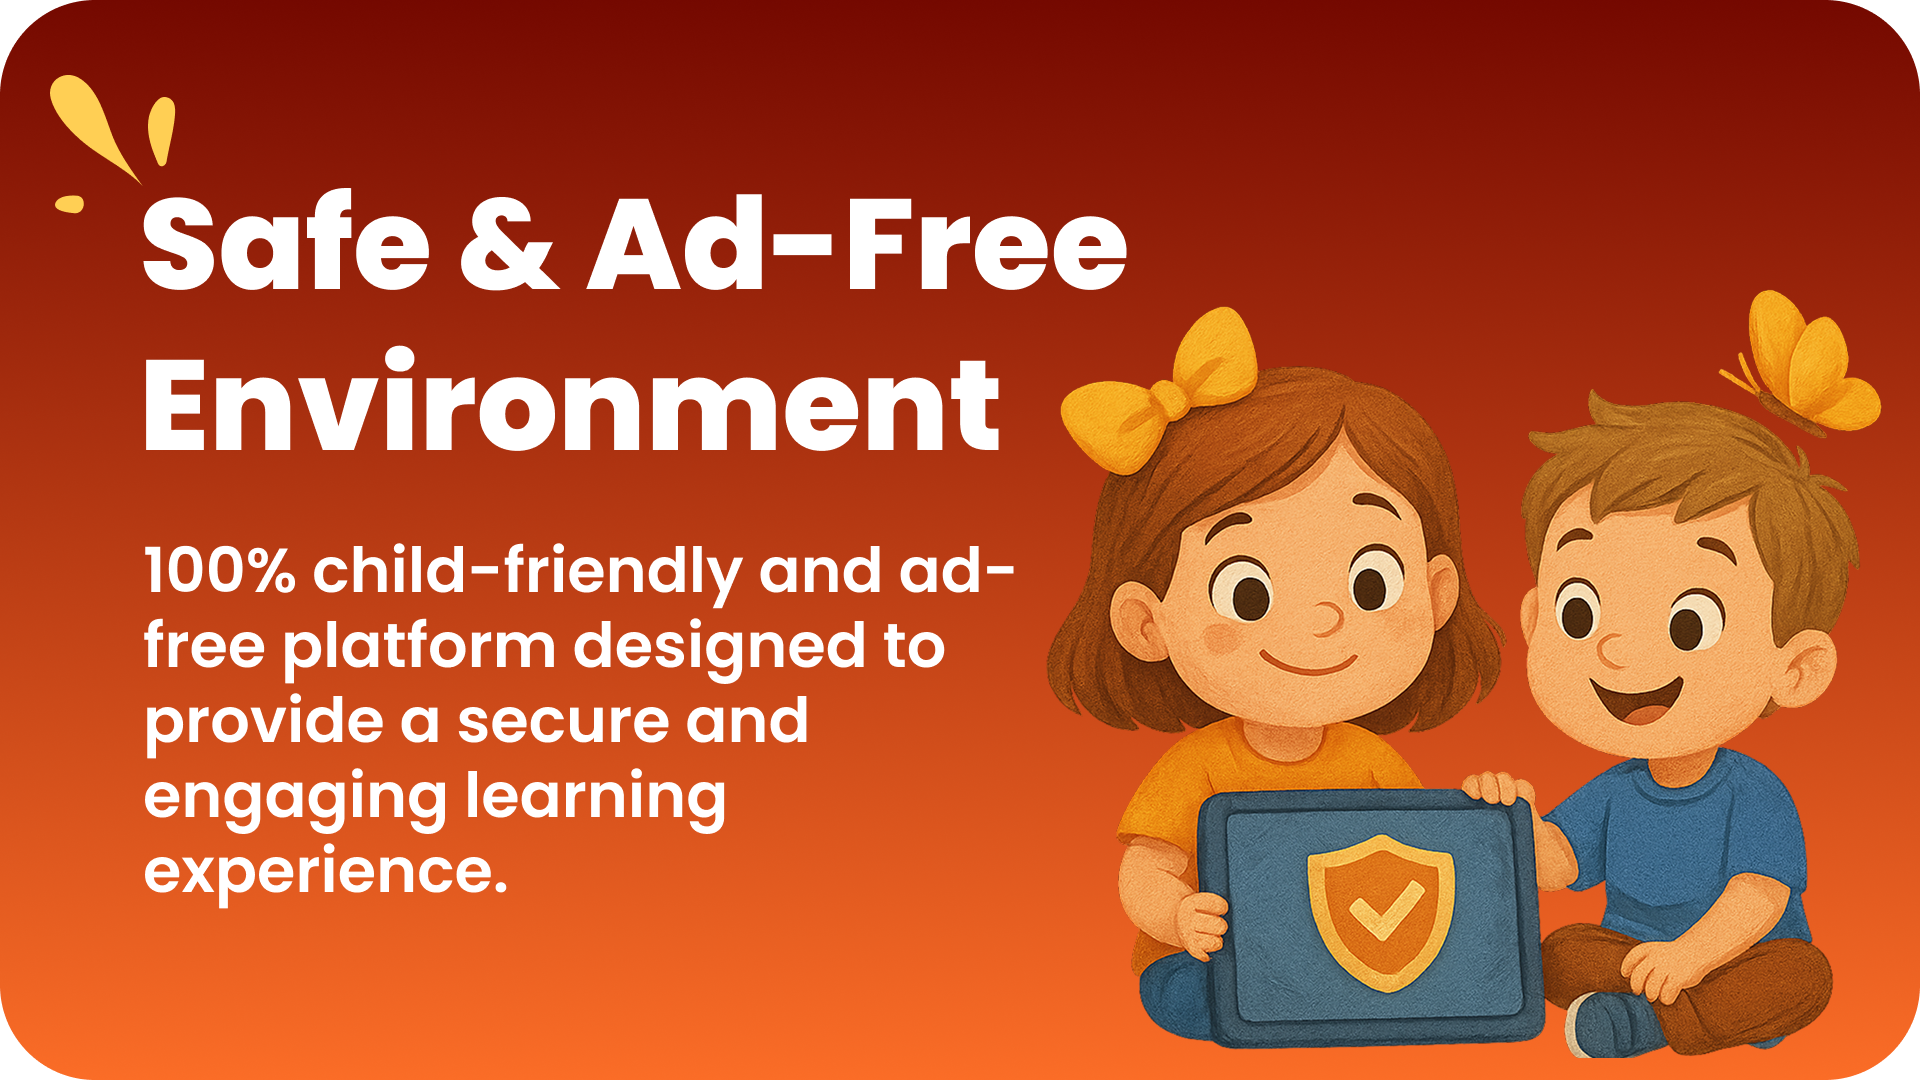 Safe & Ad-Free
Environment
100% child-friendly and ad-
free platform designed to
provide a secure and
engaging learning
experience.